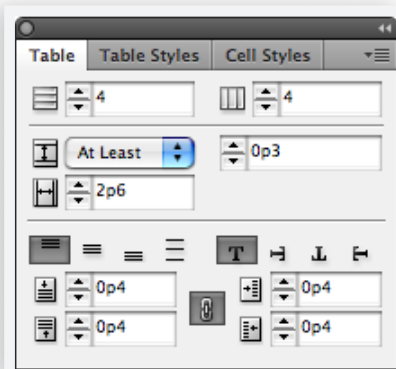 Table Table Styles Cell Styles
4 4
At Least 0p3
2p6
T T T T
0p4 0p4
0p4 0p4